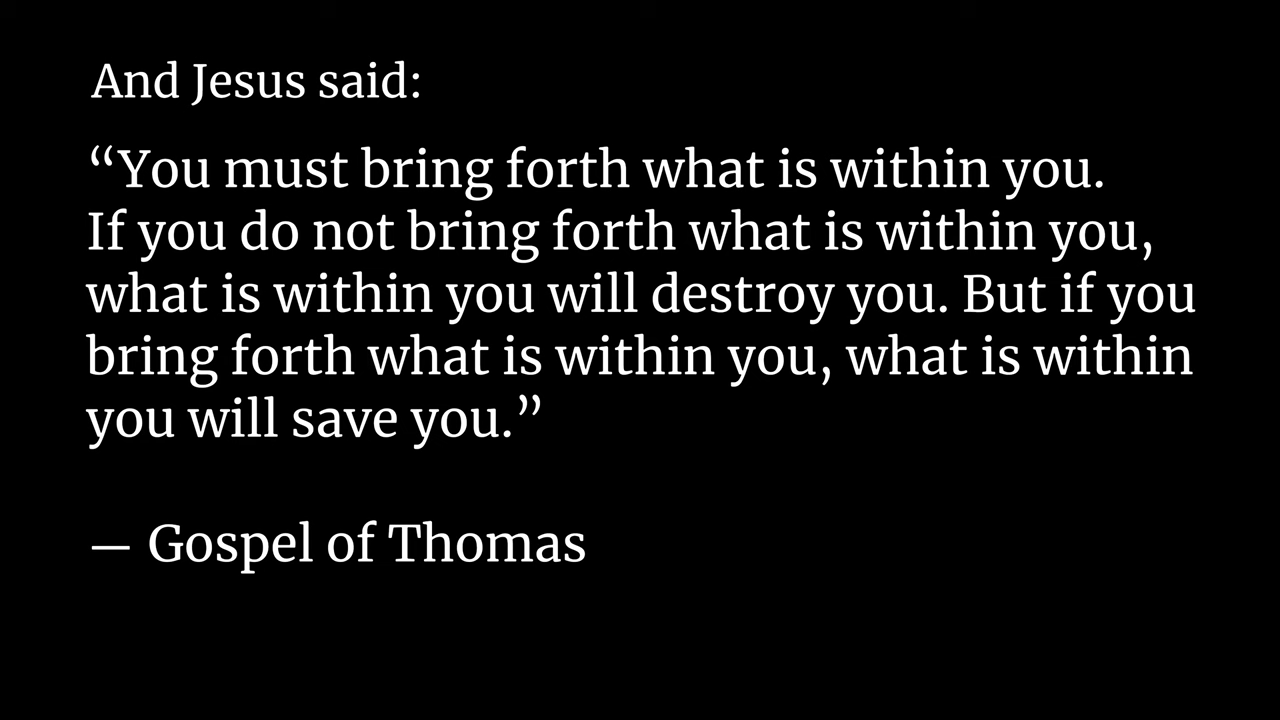 And Jesus said:
“You must bring forth what is within you.
If you do not bring forth what is within you,
what is within you will destroy you. But if you
bring forth what is within you, what is within
you will save you.”
— Gospel of Thomas